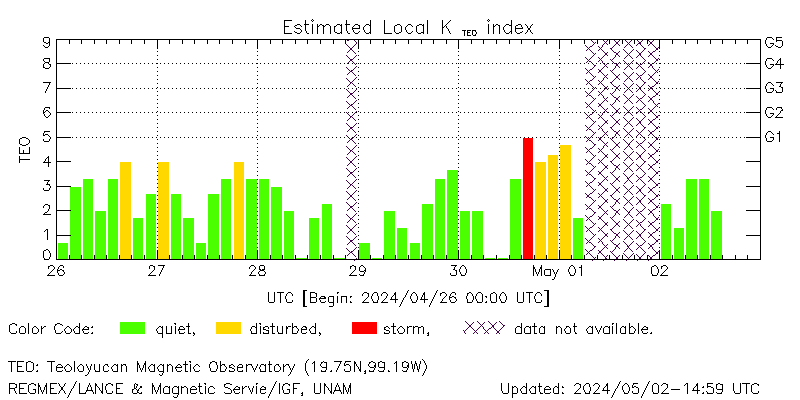 Estimated Local K TEO index
9 G5
8 G4
7 G3
6 G2
5 G1
TEO
4
3
2
1
0
26 27 28 29 30 May 01 02
UTC [Begin: 2024/04/26 00:00 UTC]
Color Code: quiet, disturbed, storm, data not available.
TEO: Teoloyucan Magnetic Observatory (19.75N,99.19W)
REGMEX/LANCE & Magnetic Servie/IGF, UNAM Updated: 2024/05/02-14:59 UTC